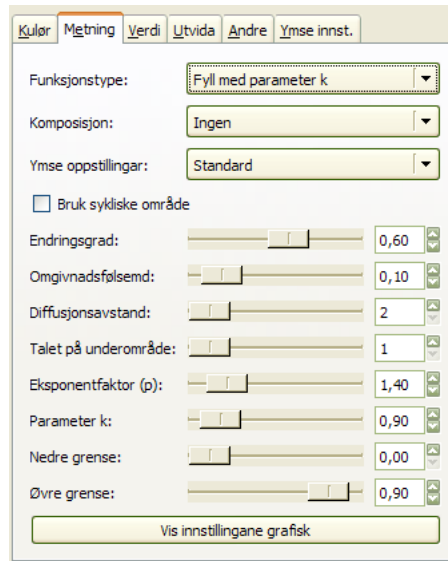 Kulør Metning Verdi Utvida Andre Ymse innst.
Funksjonstype: Fyll med parameter k
Komposisjon: Ingen
Ymse oppstillingar: Standard
Bruk sykliske område
Endringsgrad: 0,60
Omgivnadsfølsemd: 0,10
Diffusjonsavstand: 2
Talet på underområde: 1
Eksponentfaktor (p): 1,40
Parameter k: 0,90
Nedre grense: 0,00
Øvre grense: 0,90
Vis innstillingane grafisk